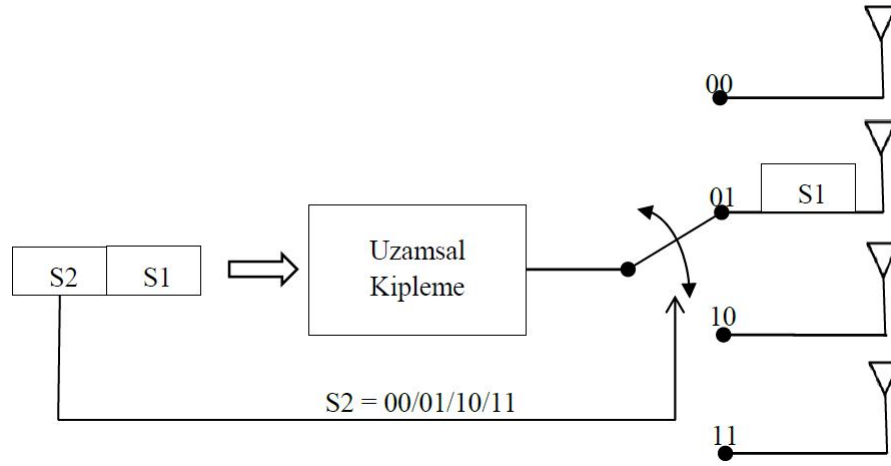 00
01
S1
S2
S1
Uzamsal
Kipleme
10
S2 = 00/01/10/11
11